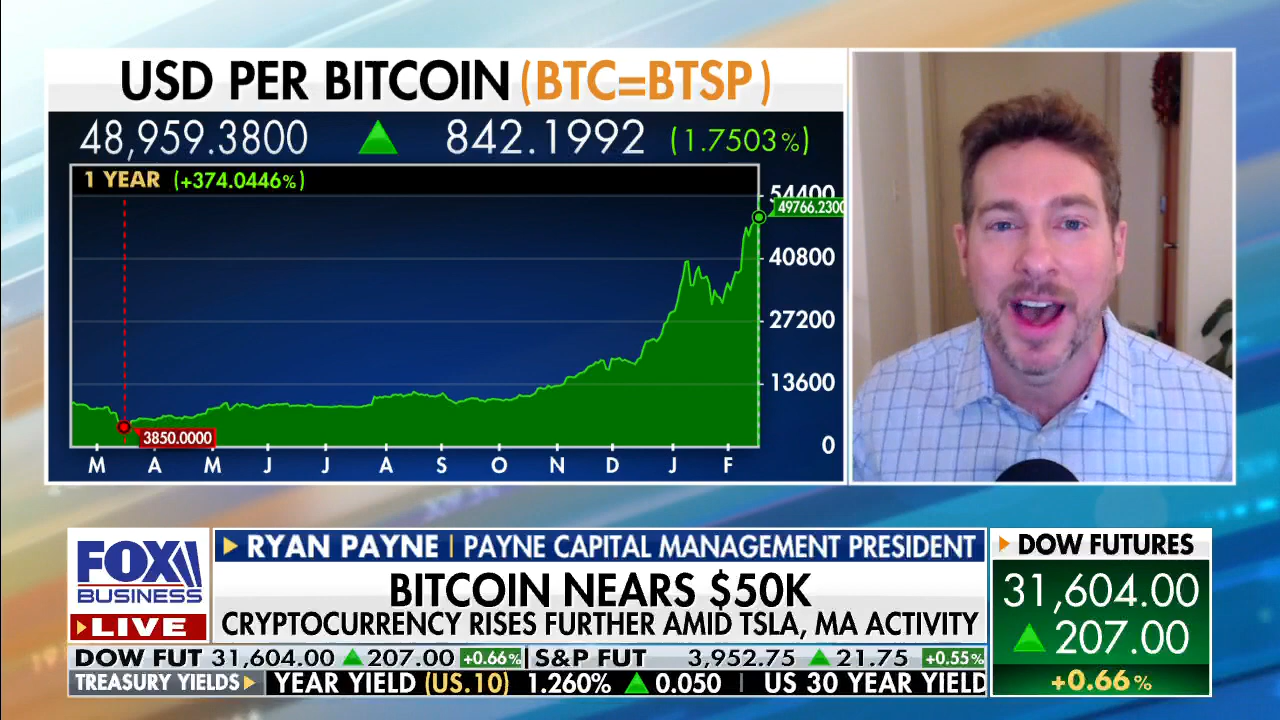 USD PER BITCOIN (BTC=BTSP)
48,959.3800 ▲ 842.1992 (1.7503%)
1 YEAR (+374.0446%)
54400
49766.2300
40800
27200
13600
0
3850.0000
M A M J J A S O N D J F
RYAN PAYNE | PAYNE CAPITAL MANAGEMENT PRESIDENT
BITCOIN NEARS $50K
CRYPTOCURRENCY RISES FURTHER AMID TSLA, MA ACTIVITY
FOX
BUSINESS
LIVE
DOW FUTURES
31,604.00
▲ 207.00
+0.66%
DOW FUT 31,604.00 ▲ 207.00 +0.66% S&P FUT 3,952.75 ▲ 21.75 +0.55%
TREASURY YIELDS YEAR YIELD (US.10) 1.260% ▲ 0.050 | US 30 YEAR YIELD